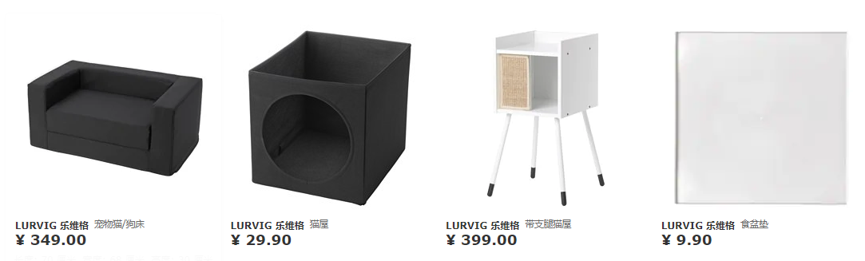 LURVIG 乐维格 宠物猫/狗床
¥ 349.00
LURVIG 乐维格 猫屋
¥ 29.90
LURVIG 乐维格 带支腿猫屋
¥ 399.00
LURVIG 乐维格 食盆垫
¥ 9.90